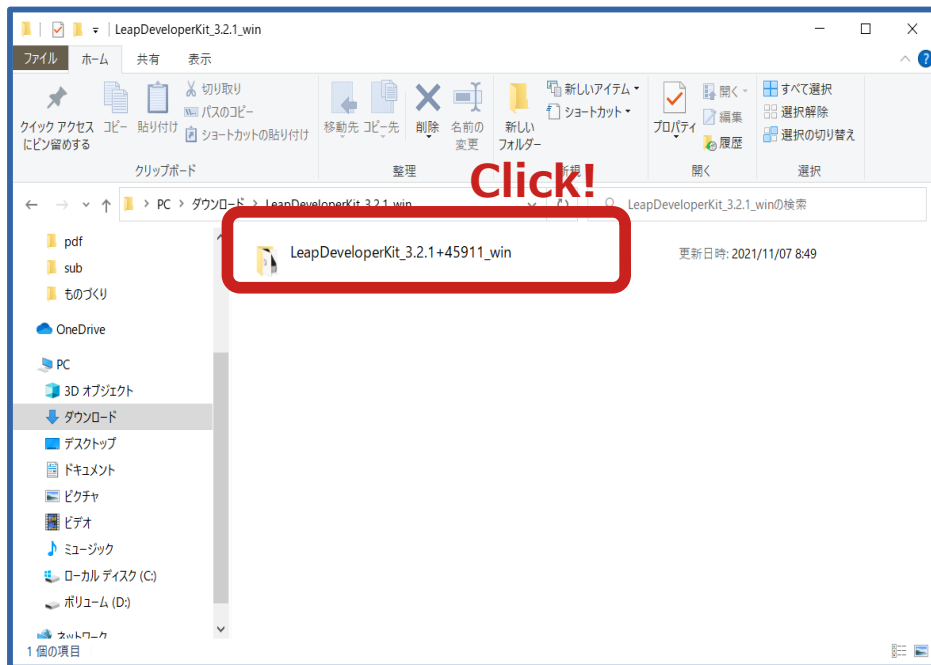 LeapDeveloperKit_3.2.1_win
ファイル ホーム 共有 表示
クイック アクセス
にピン留めする
コピー
貼り付け
切り取り
パスのコピー
ショートカットの貼り付け
クリップボード
移動先
コピー先
削除
名前の
変更
整理
新しい
フォルダー
新しいアイテム
ショートカット
新規
プロパティ
開く
編集
履歴
開く
すべて選択
選択解除
選択の切り替え
選択
Click!
PC ダウンロード LeapDeveloperKit_3.2.1_win
LeapDeveloperKit_3.2.1_winの検索
pdf
sub
ものづくり
OneDrive
PC
3D オブジェクト
ダウンロード
デスクトップ
ドキュメント
ピクチャ
ビデオ
ミュージック
ローカル ディスク (C:)
ボリューム (D:)
ネットワーク
LeapDeveloperKit_3.2.1+45911_win
更新日時: 2021/11/07 8:49
1 個の項目